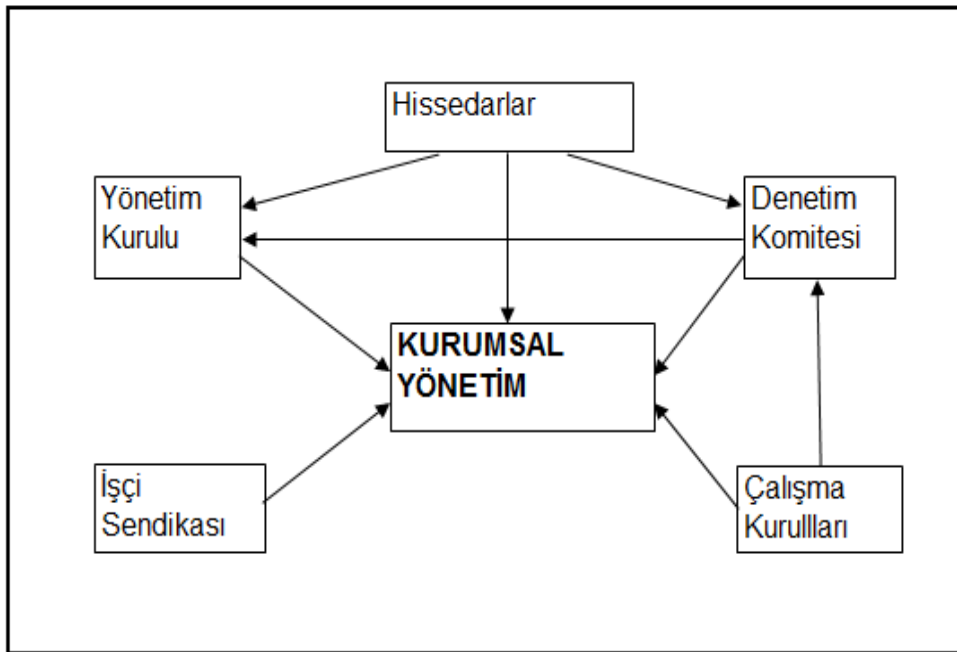 Hissedarlar
Yönetim
Kurulu
Denetim
Komitesi
KURUMSAL
YÖNETİM
İşçi
Sendikası
Çalışma
Kurullları